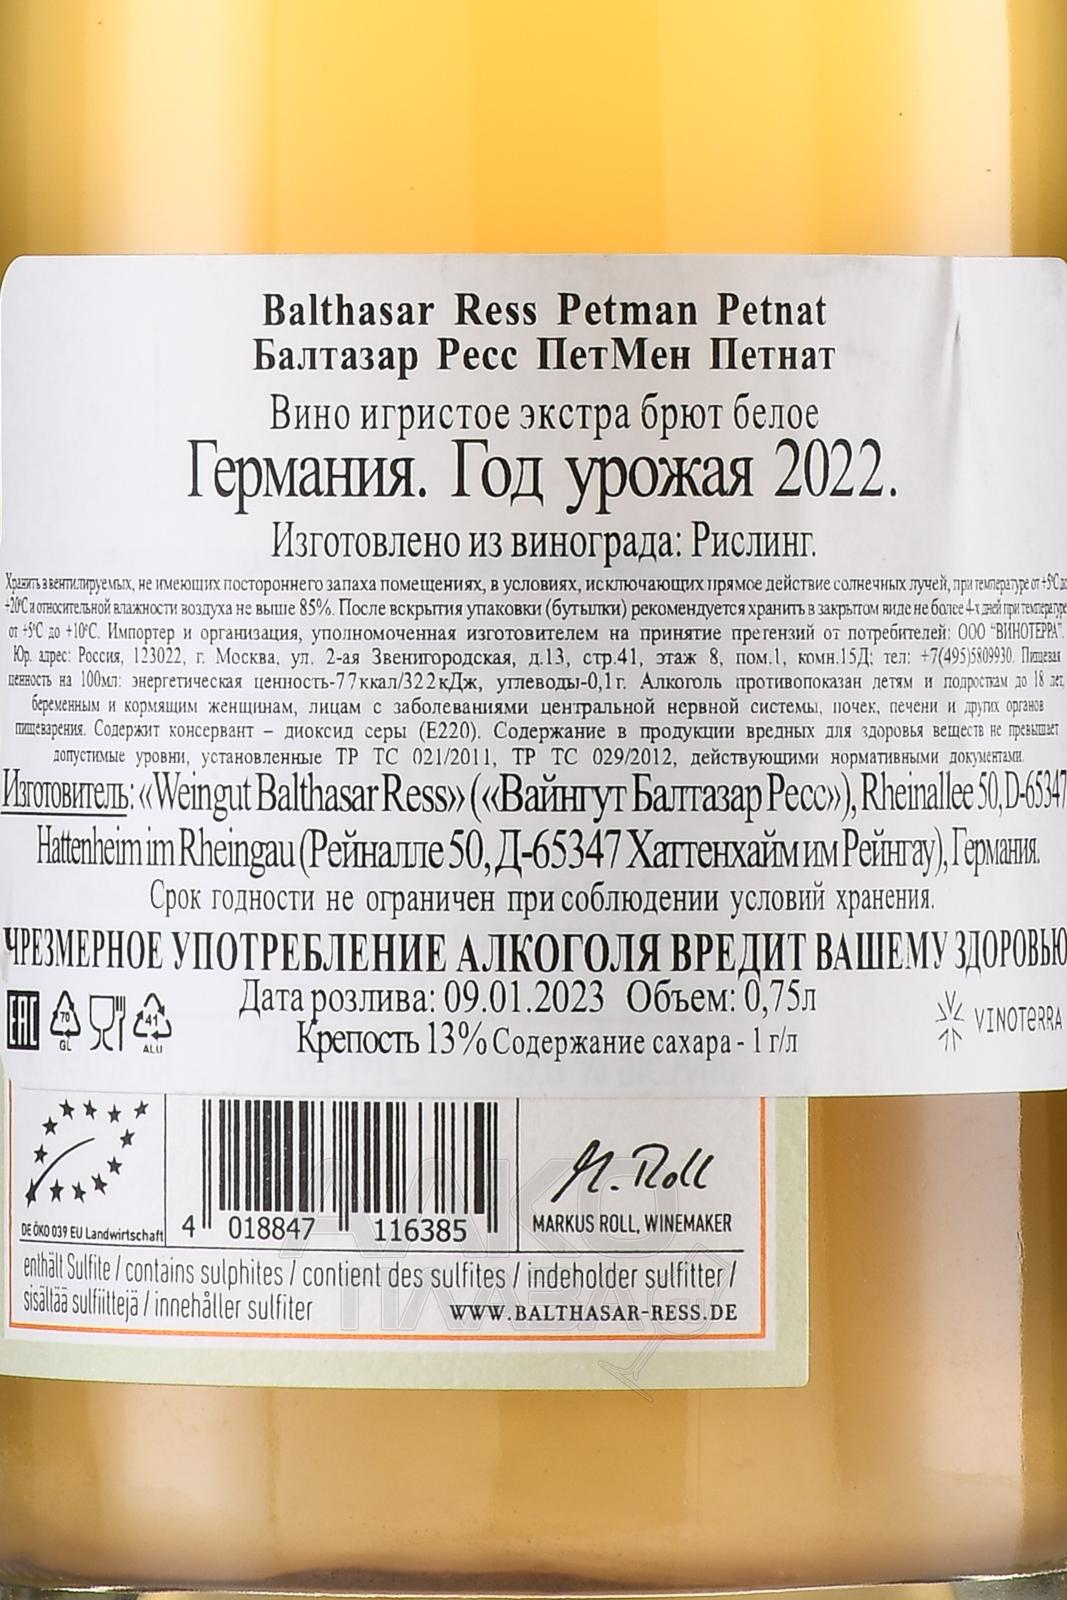 Balthasar Ress Petman Petnat
Балтазар Ресс ПетМен Петнат
Вино игристое экстра брют белое
Германия. Год урожая 2022.
Изготовлено из винограда: Рислинг.
Хранить в вентилируемых, не имеющих постороннего запаха помещениях, в условиях, исключающих прямое действие солнечных лучей, при температуре от +5°C до
+20°C и относительной влажности воздуха не выше 85%. После вскрытия упаковки (бутылки) рекомендуется хранить в закрытом виде не более 4-х дней при температуре
от +5°C до +10°C. Импортер и организация, уполномоченная изготовителем на принятие претензий от потребителей: ООО "ВИНОТЕРРА".
Юр. адрес: Россия, 123022, г. Москва, ул. 2-ая Звенигородская, д.13, стр.41, этаж 8, пом.1, комн.15Д; тел: +7(495)5809930. Пищевая
ценность на 100мл: энергетическая ценность-77ккал/322кДж, углеводы-0,1г. Алкоголь противопоказан детям и подросткам до 18 лет,
беременным и кормящим женщинам, лицам с заболеваниями центральной нервной системы, почек, печени и других органов
пищеварения. Содержит консервант – диоксид серы (E220). Содержание в продукции вредных для здоровья веществ не превышает
допустимые уровни, установленные ТР ТС 021/2011, ТР ТС 029/2012, действующими нормативными документами.
Изготовитель: «Weingut Balthasar Ress» («Вайнгут Балтазар Ресс»), Rheinallee 50, D-65347
Hattenheim im Rheingau (Рейналле 50, Д-65347 Хаттенхайм им Рейнгау), Германия.
Срок годности не ограничен при соблюдении условий хранения.
ЧРЕЗМЕРНОЕ УПОТРЕБЛЕНИЕ АЛКОГОЛЯ ВРЕДИТ ВАШЕМУ ЗДОРОВЬЮ
Дата розлива: 09.01.2023 Объем: 0,75л
EAC 70 GL 41 ALU Крепость 13% Содержание сахара - 1 г/л VINOTERRA
M. Roll
DE ÖKO 039 EU Landwirtschaft 4 018847 116385 MARKUS ROLL, WINEMAKER
enthält Sulfite / contains sulphites / contient des sulfites / indeholder sulfitter /
sisältää sulfiittejä / innehåller sulfiter WWW.BALTHASAR-RESS.DE
АЛКО
ПЛАЗА